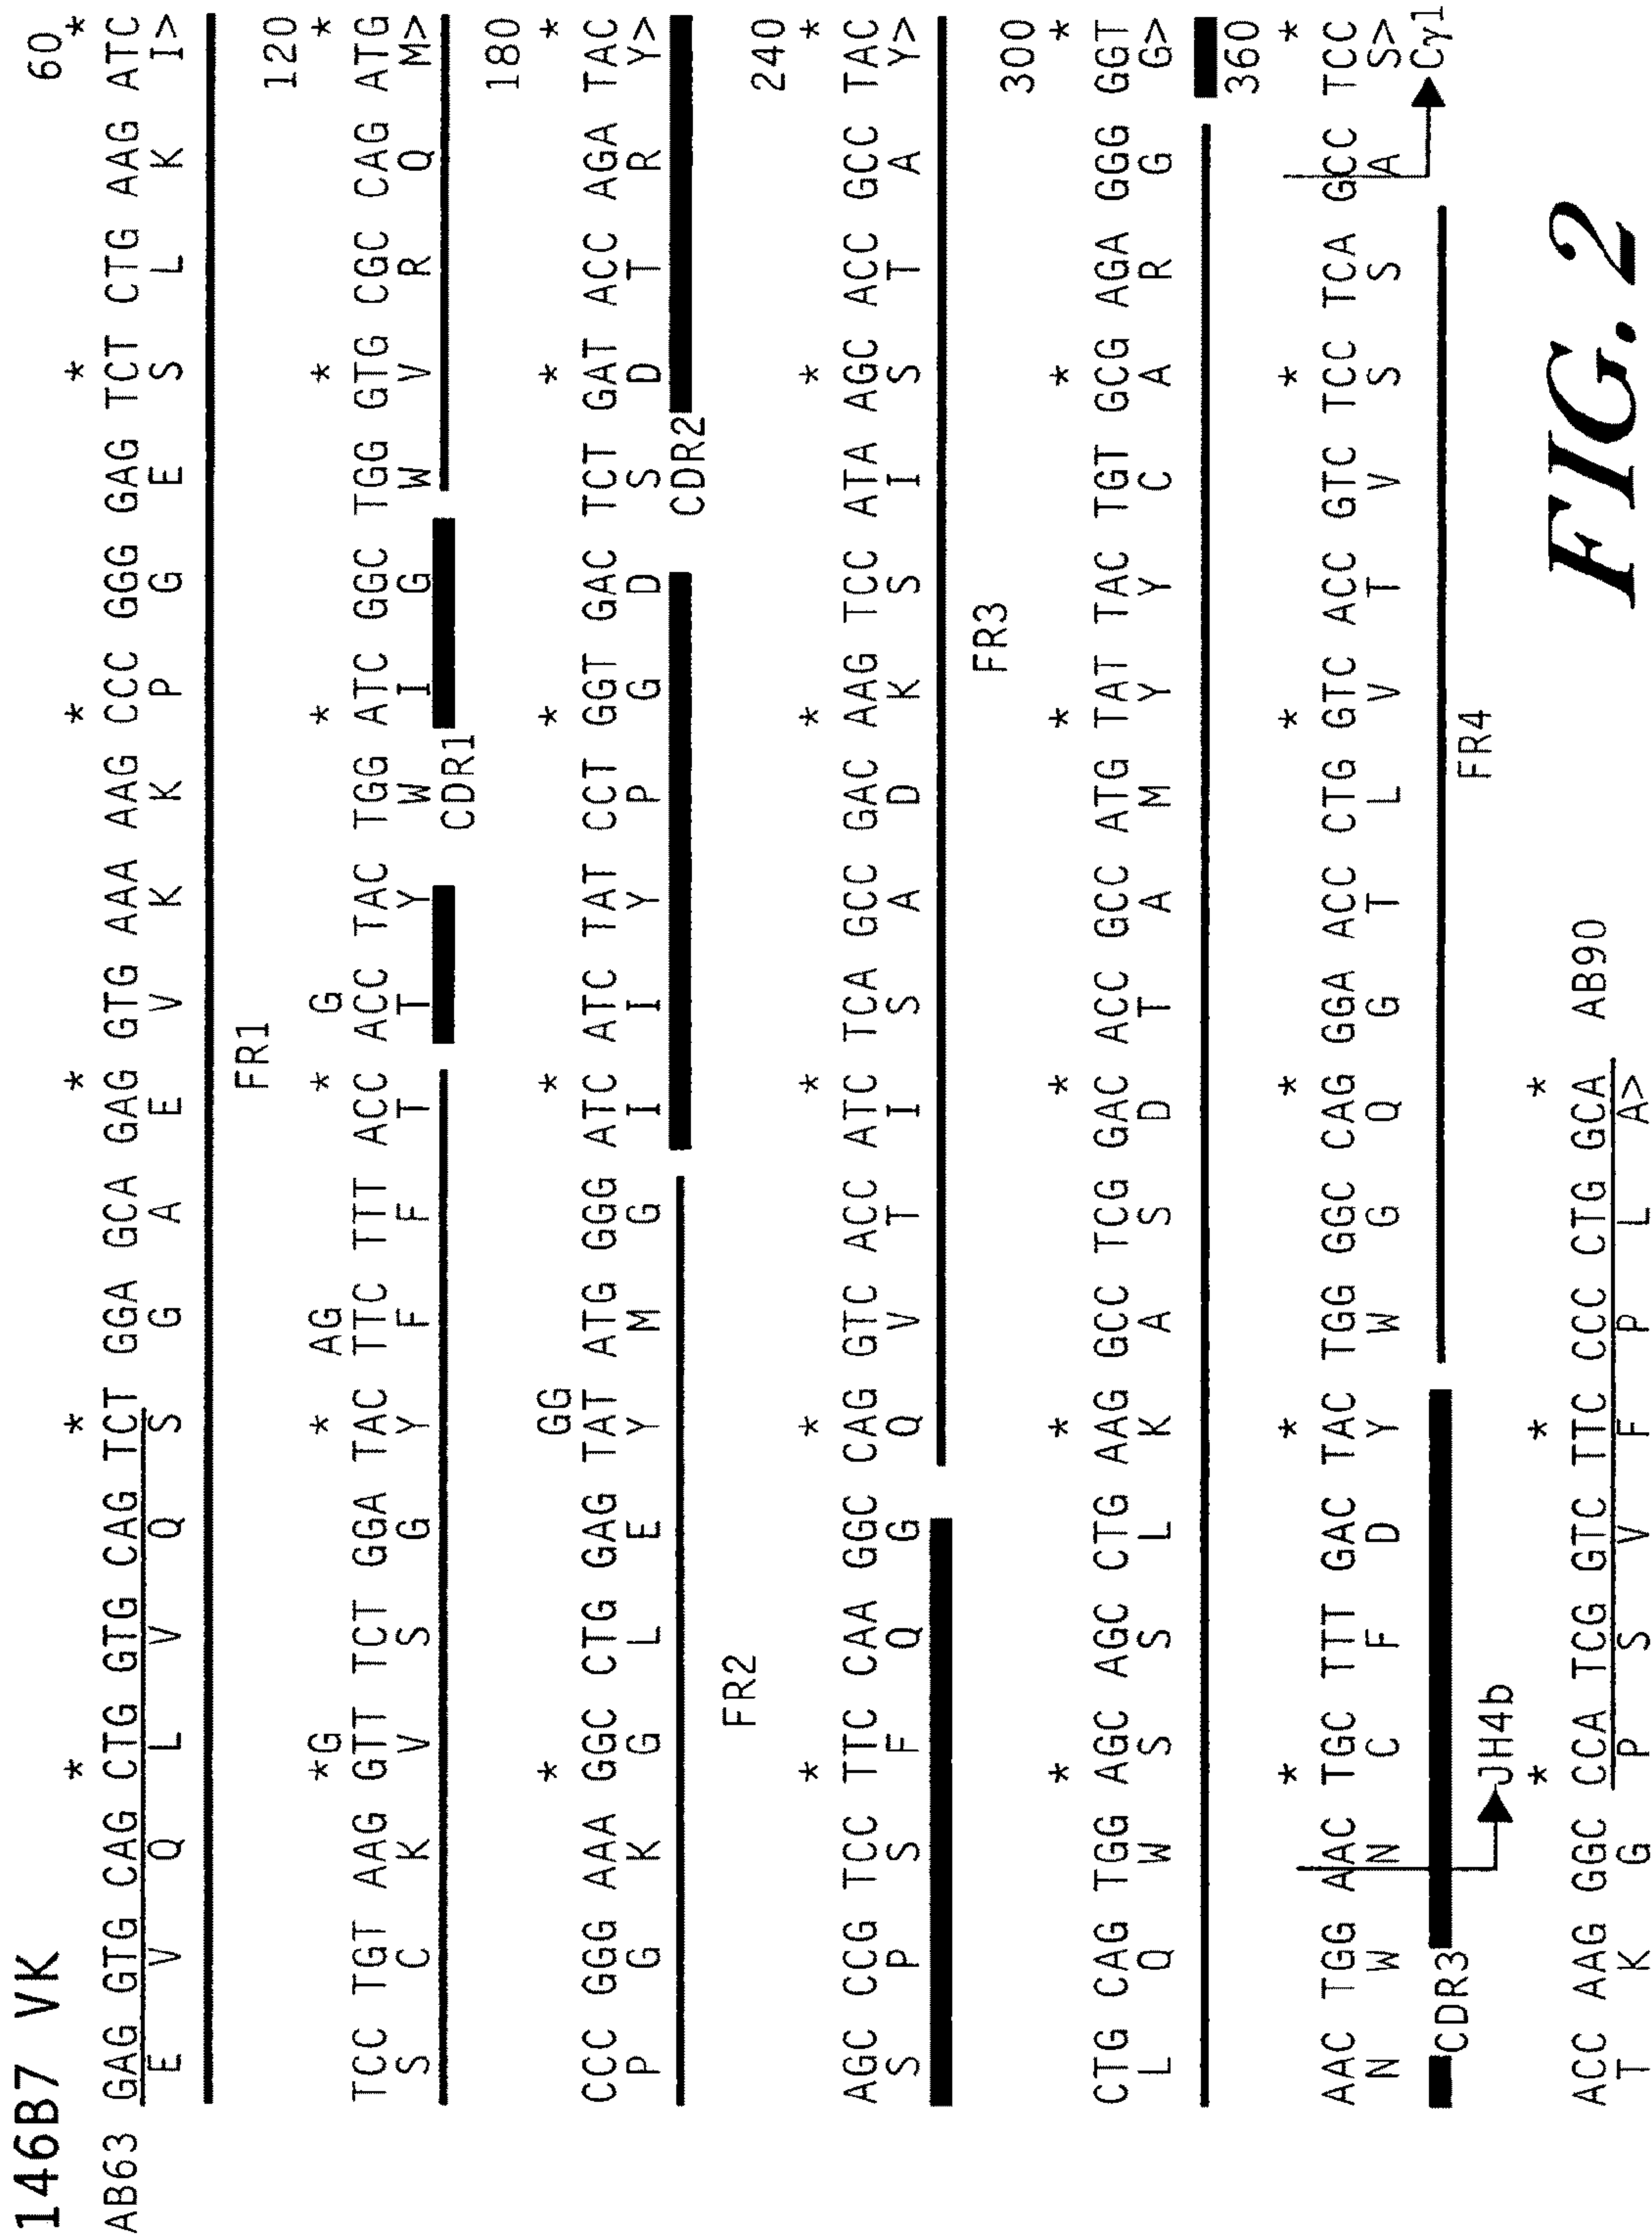 146B7 VK
60
* * * * * *
AB63 GAG GTG CAG CTG GTG CAG TCT GGA GCA GAG GTG AAA AAG CCC GGG GAG TCT CTG AAG ATC
E V Q L V Q S G A E V K K P G E S L K I>
FR1
120
*G * AG * G * * *
TCC TGT AAG GTT TCT GGA TAC TTC TTT ACC ACC TAC TGG ATC GGC TGG GTG CGC CAG ATG
S C K V S G Y F F T T Y W I G W V R Q M>
CDR1
180
* GG * * * *
CCC GGG AAA GGC CTG GAG TAT ATG GGG ATC ATC TAT CCT GGT GAC TCT GAT ACC AGA TAC
P G K G L E Y M G I I Y P G D S D T R Y>
CDR2
FR2
240
* * * * * *
AGC CCG TCC TTC CAA GGC CAG GTC ACC ATC TCA GCC GAC AAG TCC ATA AGC ACC GCC TAC
S P S F Q G Q V T I S A D K S I S T A Y>
FR3
300
* * * * * *
CTG CAG TGG AGC AGC CTG AAG GCC TCG GAC ACC GCC ATG TAT TAC TGT GCG AGA GGG GGT
L Q W S S L K A S D T A M Y Y C A R G G>
360
* * * * * *
AAC TGG AAC TGC TTT GAC TAC TGG GGC CAG GGA ACC CTG GTC ACC GTC TCC TCA GCC TCC
N W N C F D Y W G Q G T L V T V S S A S>
CDR3
FR4
Cγ1
JH4b
* * *
ACC AAG GGC CCA TCG GTC TTC CCC CTG GCA AB90
T K G P S V F P L A>
FIG. 2